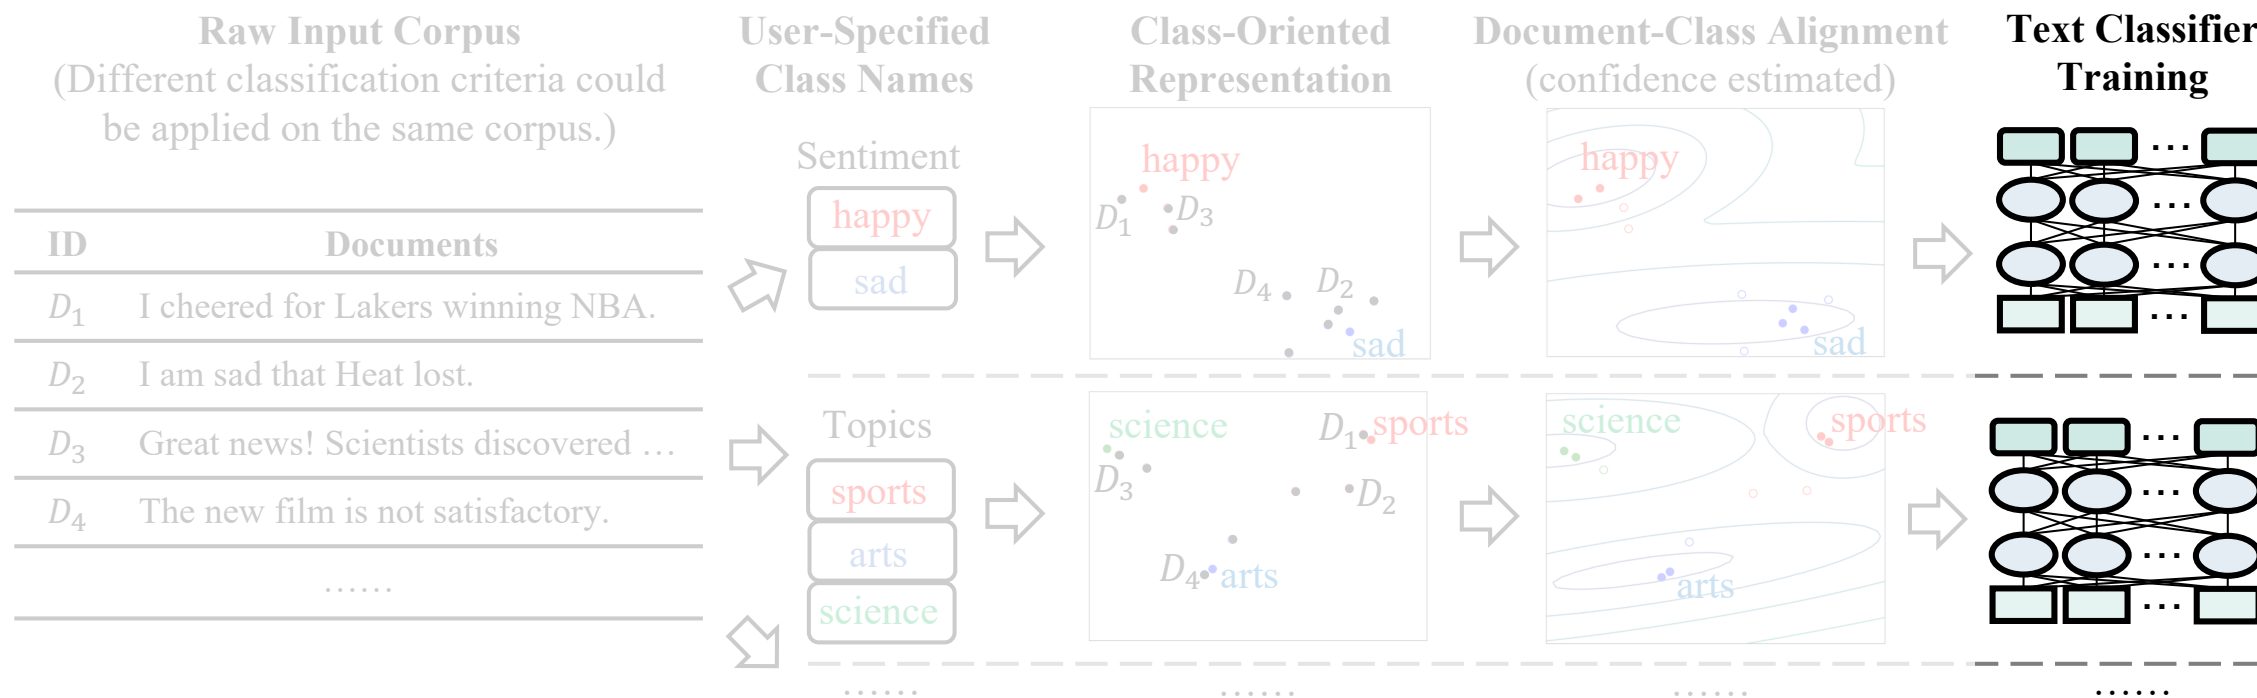 Raw Input Corpus
(Different classification criteria could
be applied on the same corpus.)
ID Documents
D1 I cheered for Lakers winning NBA.
D2 I am sad that Heat lost.
D3 Great news! Scientists discovered …
D4 The new film is not satisfactory.
......
User-Specified
Class Names
Sentiment
happy
sad
Topics
sports
arts
science
......
Class-Oriented
Representation
happy
D1
D3
D4
D2
sad
science
D1
sports
D3
D2
D4
arts
......
Document-Class Alignment
(confidence estimated)
happy
sad
science
sports
arts
......
Text Classifier
Training
...
...
...
...
...
...
...
...
......